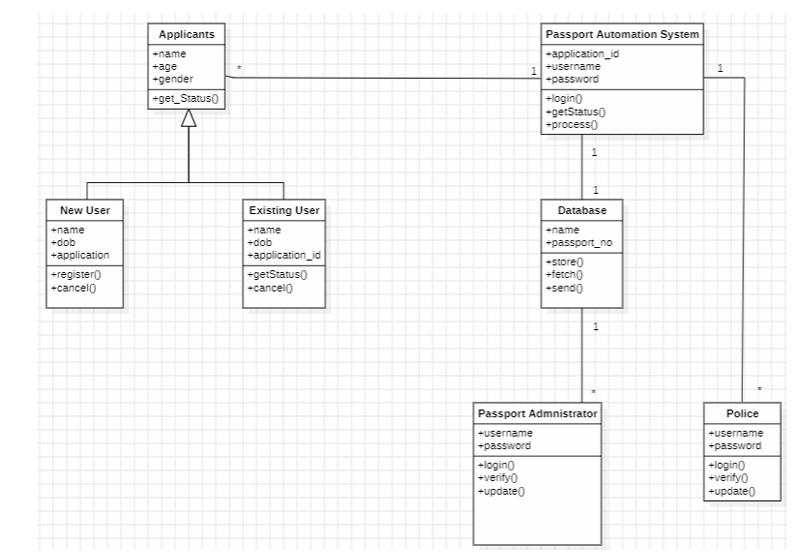 Applicants
+name
+age
+gender
+get_Status()
*
1
Passport Automation System
+application_id
+username
+password
+login()
+getStatus()
+process()
1
1
1
New User
+name
+dob
+application
+register()
+cancel()
Existing User
+name
+dob
+application_id
+getStatus()
+cancel()
Database
+name
+passport_no
+store()
+fetch()
+send()
1
*
*
Passport Admnistrator
+username
+password
+login()
+verify()
+update()
Police
+username
+password
+login()
+verify()
+update()